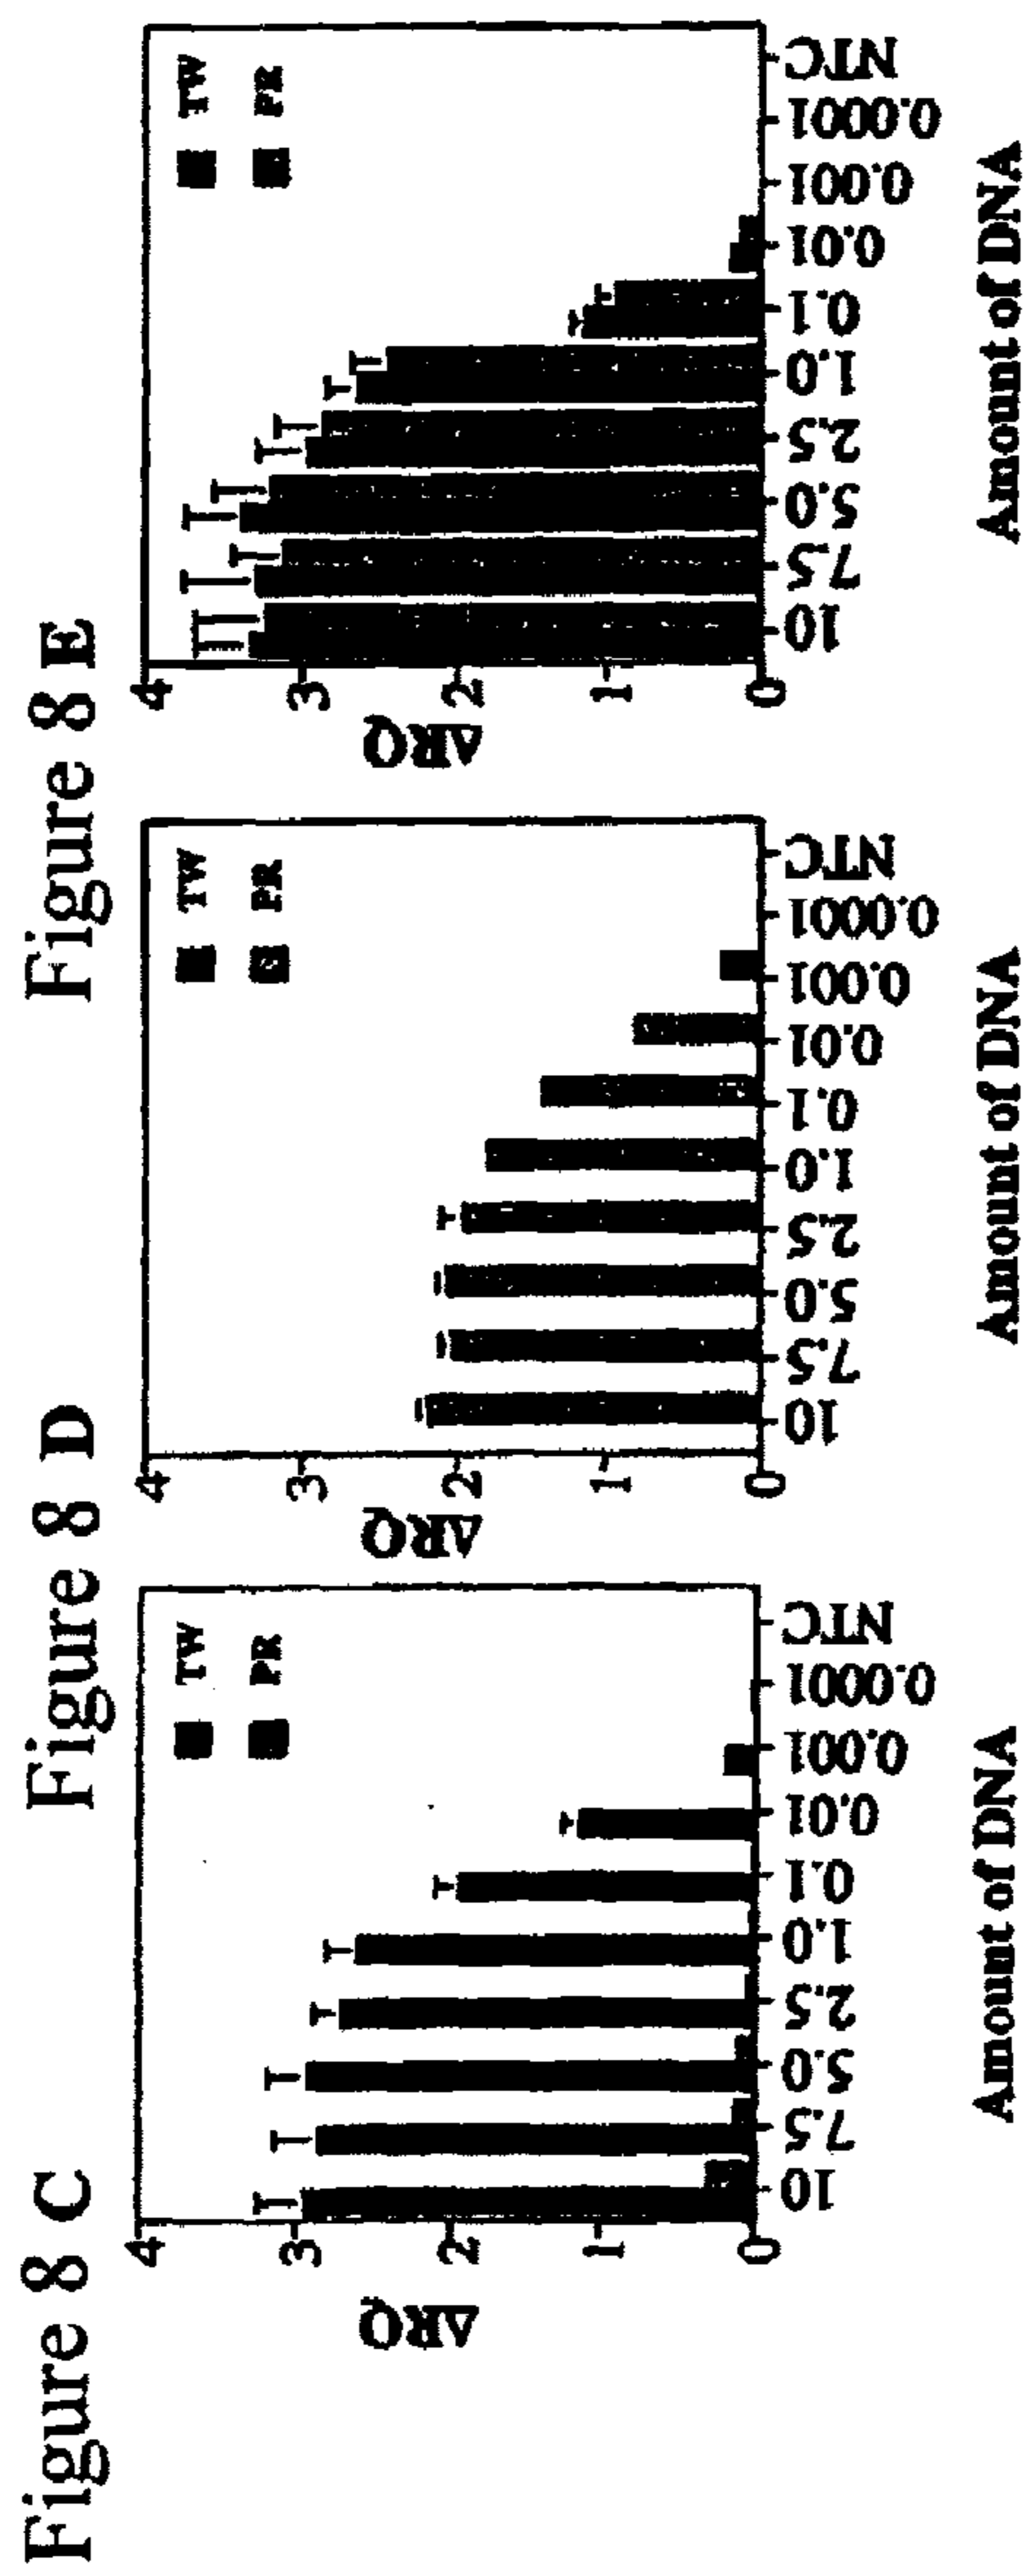 Figure 8 C
4
3
2
1
0
ΔRQ
TW
PR
10
7.5
5.0
2.5
1.0
0.1
0.01
0.001
0.0001
NTC
Amount of DNA
Figure 8 D
4
3
2
1
0
ΔRQ
TW
PR
10
7.5
5.0
2.5
1.0
0.1
0.01
0.001
0.0001
NTC
Amount of DNA
Figure 8 E
4
3
2
1
0
ΔRQ
TW
PR
10
7.5
5.0
2.5
1.0
0.1
0.01
0.001
0.0001
NTC
Amount of DNA